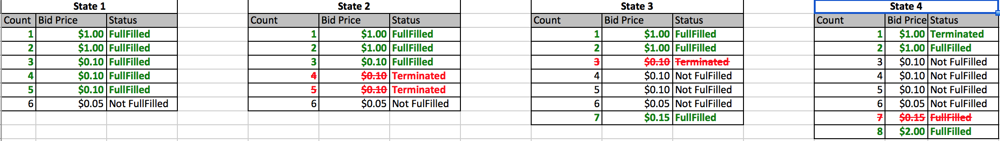 State 1 State 2 State 3 State 4
Count Bid Price Status Count Bid Price Status Count Bid Price Status Count Bid Price Status
1 $1.00 FullFilled 1 $1.00 FullFilled 1 $1.00 FullFilled 1 $1.00 Terminated
2 $1.00 FullFilled 2 $1.00 FullFilled 2 $1.00 FullFilled 2 $1.00 FullFilled
3 $0.10 FullFilled 3 $0.10 FullFilled 3 $0.10 Terminated 3 $0.10 Not FulFilled
4 $0.10 FullFilled 4 $0.10 Terminated 4 $0.10 Not FulFilled 4 $0.10 Not FulFilled
5 $0.10 FullFilled 5 $0.10 Terminated 5 $0.10 Not FulFilled 5 $0.10 Not FulFilled
6 $0.05 Not FullFilled 6 $0.05 Not FulFilled 6 $0.05 Not FulFilled 6 $0.05 Not FulFilled
7 $0.15 FullFilled 7 $0.15 FullFilled
8 $2.00 FullFilled